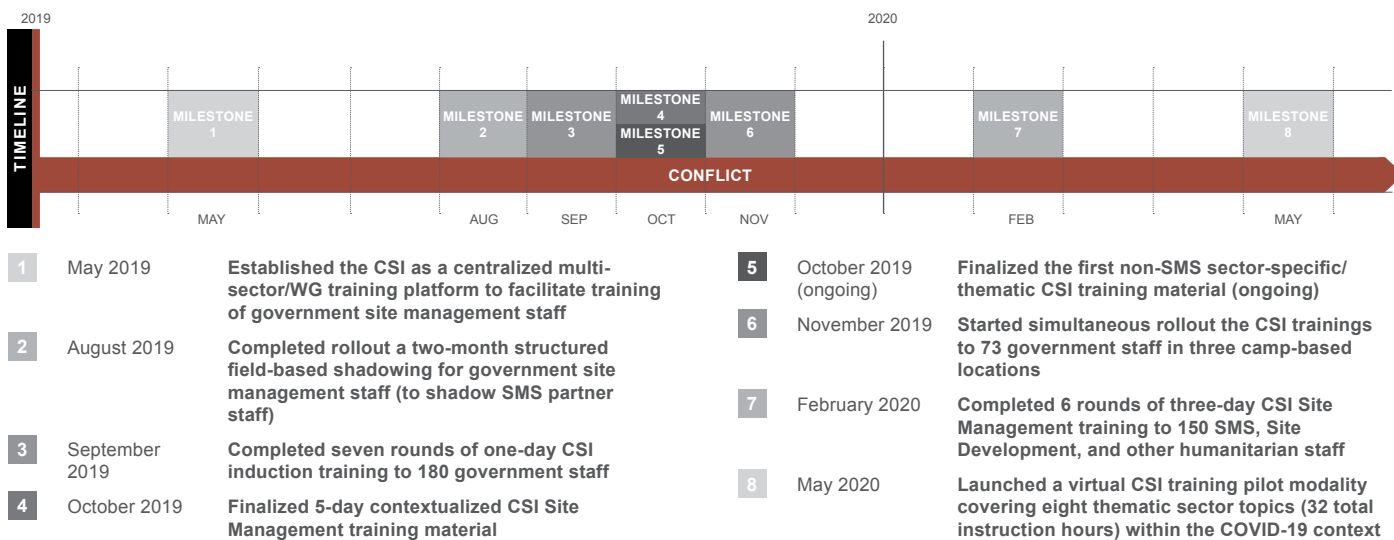 2019
2020
TIMELINE
MILESTONE
1
MILESTONE
2
MILESTONE
3
MILESTONE
4
MILESTONE
5
MILESTONE
6
MILESTONE
7
MILESTONE
8
CONFLICT
MAY
AUG
SEP
OCT
NOV
FEB
MAY
1
May 2019
Established the CSI as a centralized multi-
sector/WG training platform to facilitate training
of government site management staff
2
August 2019
Completed rollout a two-month structured
field-based shadowing for government site
management staff (to shadow SMS partner
staff)
3
September
2019
Completed seven rounds of one-day CSI
induction training to 180 government staff
4
October 2019
Finalized 5-day contextualized CSI Site
Management training material
5
October 2019
(ongoing)
Finalized the first non-SMS sector-specific/
thematic CSI training material (ongoing)
6
November 2019
Started simultaneous rollout the CSI trainings
to 73 government staff in three camp-based
locations
7
February 2020
Completed 6 rounds of three-day CSI Site
Management training to 150 SMS, Site
Development, and other humanitarian staff
8
May 2020
Launched a virtual CSI training pilot modality
covering eight thematic sector topics (32 total
instruction hours) within the COVID-19 context